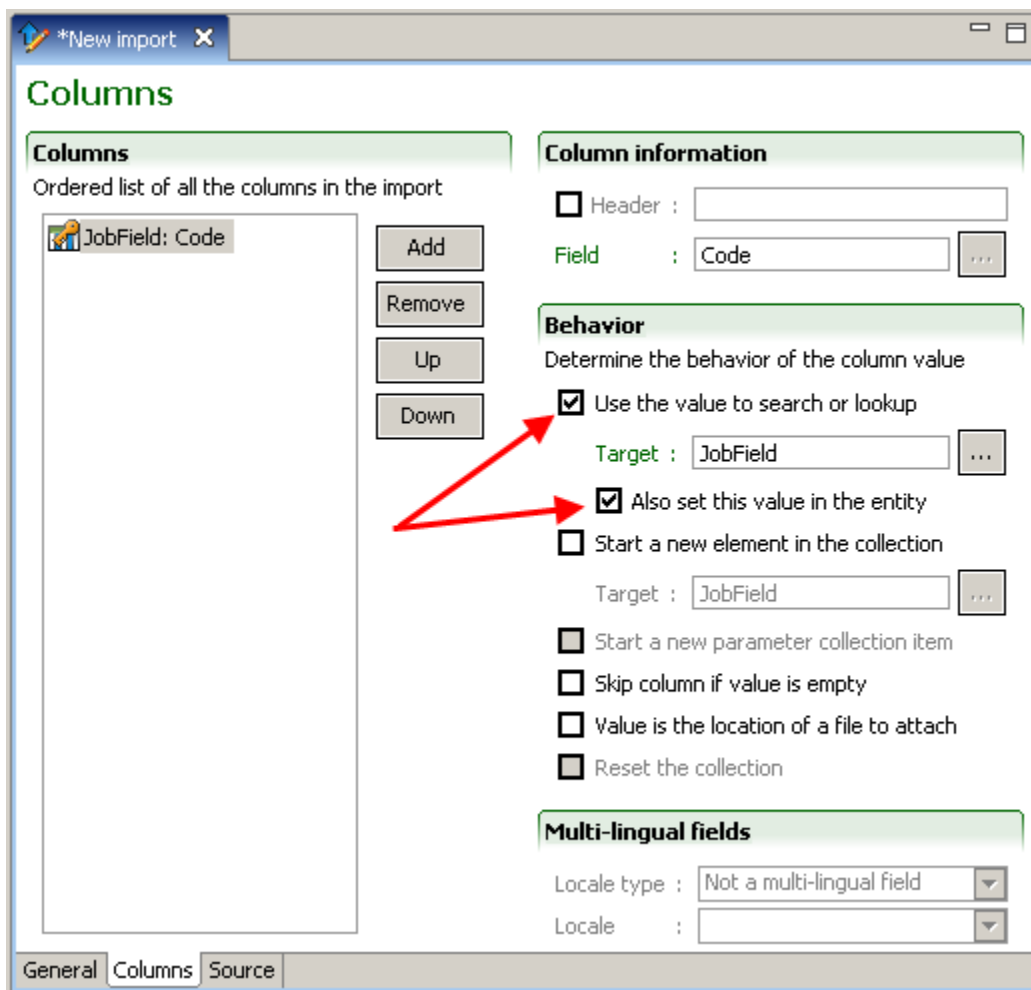 *New import
Columns
Columns
Ordered list of all the columns in the import
JobField: Code
Add
Remove
Up
Down
Column information
Header :
Field : Code ...
Behavior
Determine the behavior of the column value
Use the value to search or lookup
Target : JobField ...
Also set this value in the entity
Start a new element in the collection
Target : JobField ...
Start a new parameter collection item
Skip column if value is empty
Value is the location of a file to attach
Reset the collection
Multi-lingual fields
Locale type : Not a multi-lingual field
Locale :
General Columns Source